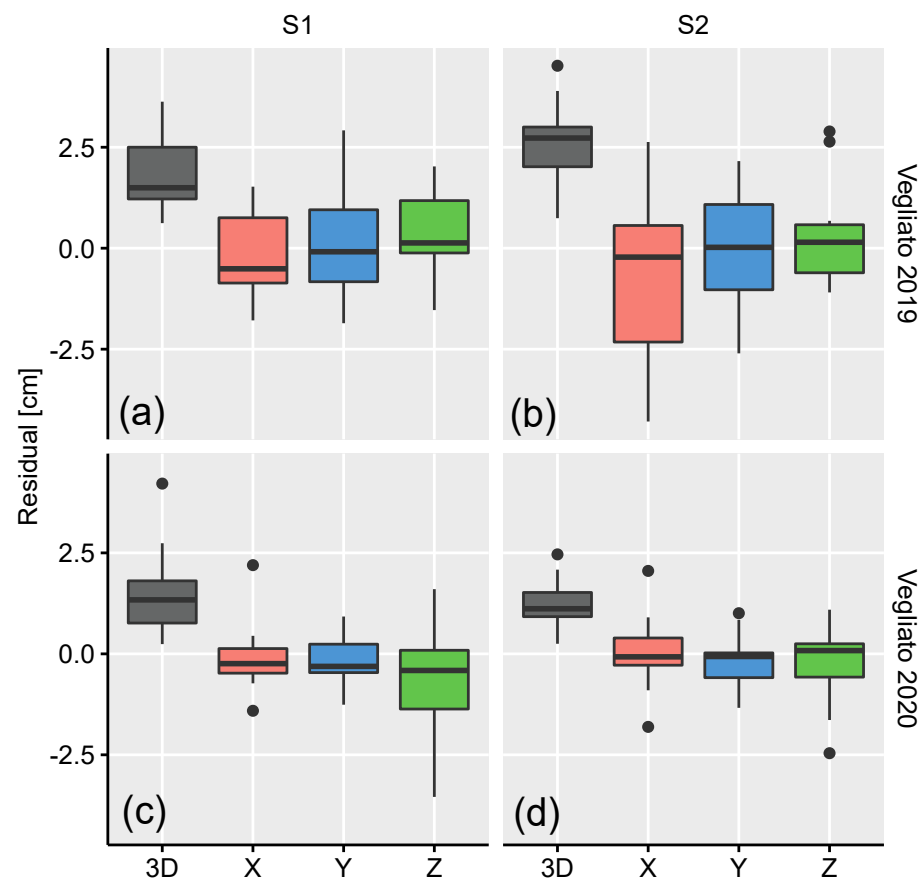 S1 S2
2.5
0.0
-2.5
(a) (b)
Vegliato 2019
Residual [cm]
2.5
0.0
-2.5
(c) (d)
Vegliato 2020
3D X Y Z 3D X Y Z